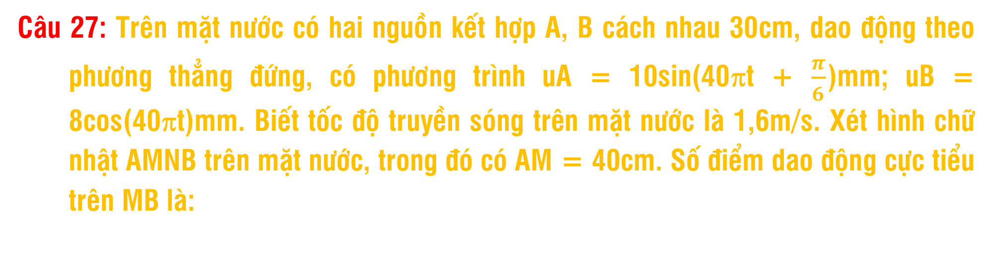 Câu 27: Trên mặt nước có hai nguồn kết hợp A, B cách nhau 30cm, dao động theo
phương thẳng đứng, có phương trình uA = 10sin(40πt + π/6)mm; uB =
8cos(40πt)mm. Biết tốc độ truyền sóng trên mặt nước là 1,6m/s. Xét hình chữ
nhật AMNB trên mặt nước, trong đó có AM = 40cm. Số điểm dao động cực tiểu
trên MB là: